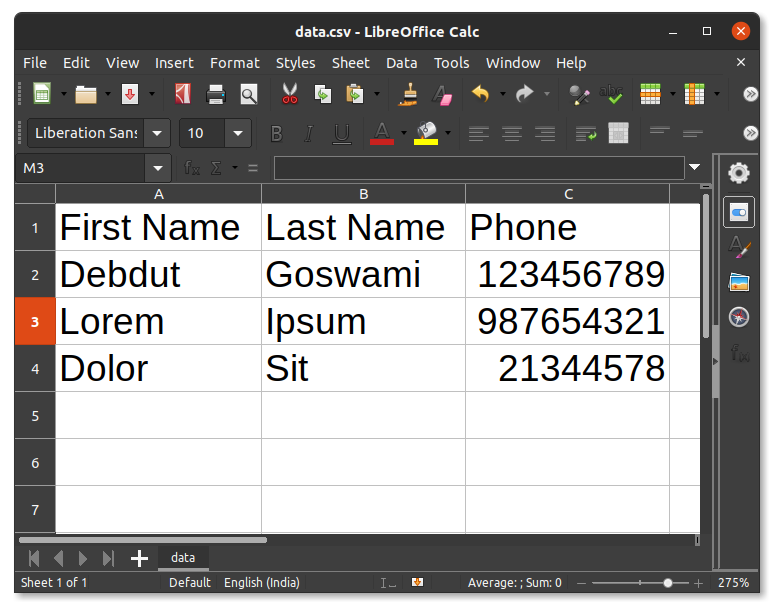 data.csv - LibreOffice Calc
File Edit View Insert Format Styles Sheet Data Tools Window Help
Liberation Sans 10
M3
A B C
1 First Name Last Name Phone
2 Debdut Goswami 123456789
3 Lorem Ipsum 987654321
4 Dolor Sit 21344578
5
6
7
data
Sheet 1 of 1 Default English (India) Average: ; Sum: 0 275%